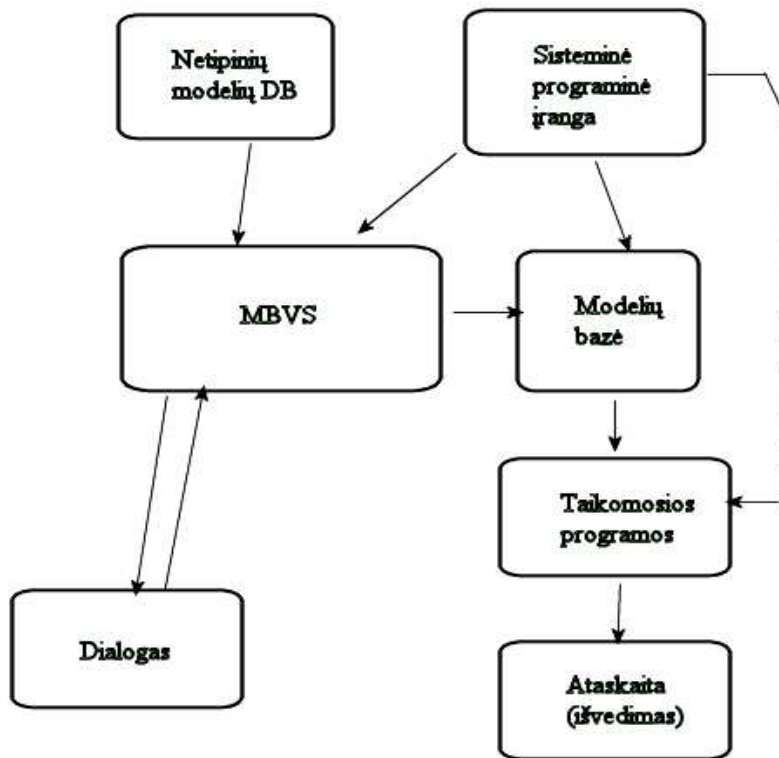 Netipinių
modelių DB
Sisteminė
programinė
įranga
MBVS
Modelių
bazė
Taikomosios
programos
Dialogas
Ataskaita
(išvedimas)